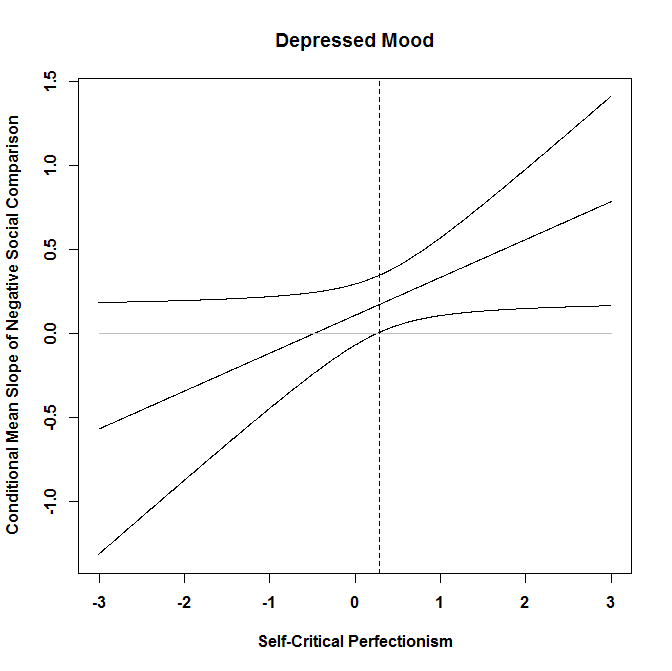 Depressed Mood
Conditional Mean Slope of Negative Social Comparison
1.5
1.0
0.5
0.0
-0.5
-1.0
-3 -2 -1 0 1 2 3
Self-Critical Perfectionism